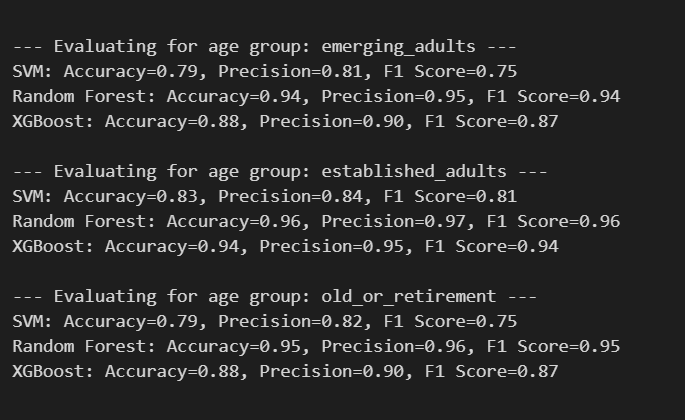 --- Evaluating for age group: emerging_adults ---
SVM: Accuracy=0.79, Precision=0.81, F1 Score=0.75
Random Forest: Accuracy=0.94, Precision=0.95, F1 Score=0.94
XGBoost: Accuracy=0.88, Precision=0.90, F1 Score=0.87
--- Evaluating for age group: established_adults ---
SVM: Accuracy=0.83, Precision=0.84, F1 Score=0.81
Random Forest: Accuracy=0.96, Precision=0.97, F1 Score=0.96
XGBoost: Accuracy=0.94, Precision=0.95, F1 Score=0.94
--- Evaluating for age group: old_or_retirement ---
SVM: Accuracy=0.79, Precision=0.82, F1 Score=0.75
Random Forest: Accuracy=0.95, Precision=0.96, F1 Score=0.95
XGBoost: Accuracy=0.88, Precision=0.90, F1 Score=0.87